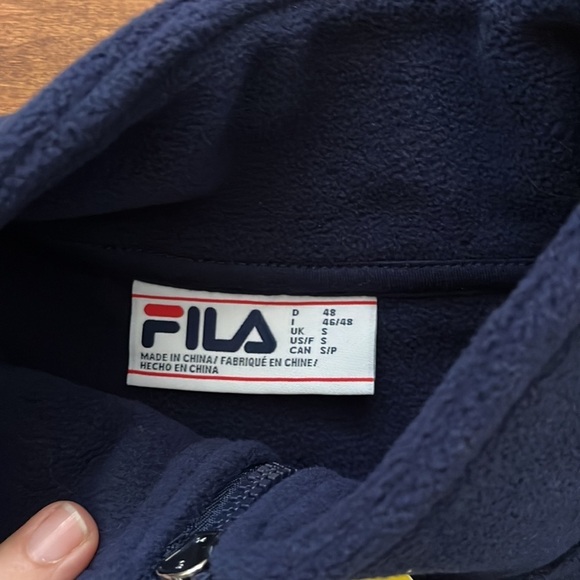 FILA
D 48
I 46/48
UK S
US/F S
CAN S/P
MADE IN CHINA/ FABRIQUÉ EN CHINE/
HECHO EN CHINA